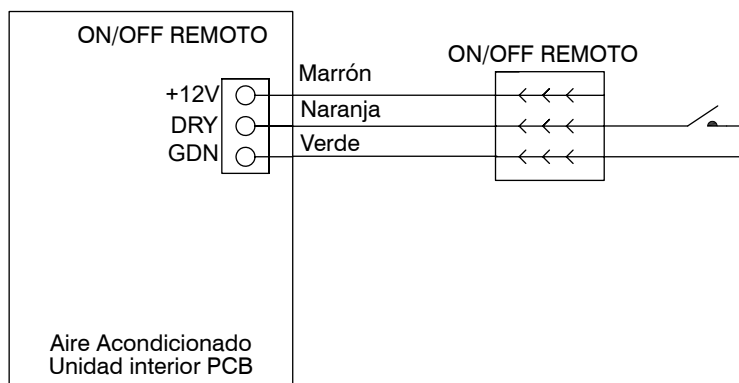 ON/OFF REMOTO
ON/OFF REMOTO
+12V
Marrón
DRY
Naranja
GDN
Verde
Aire Acondicionado
Unidad interior PCB